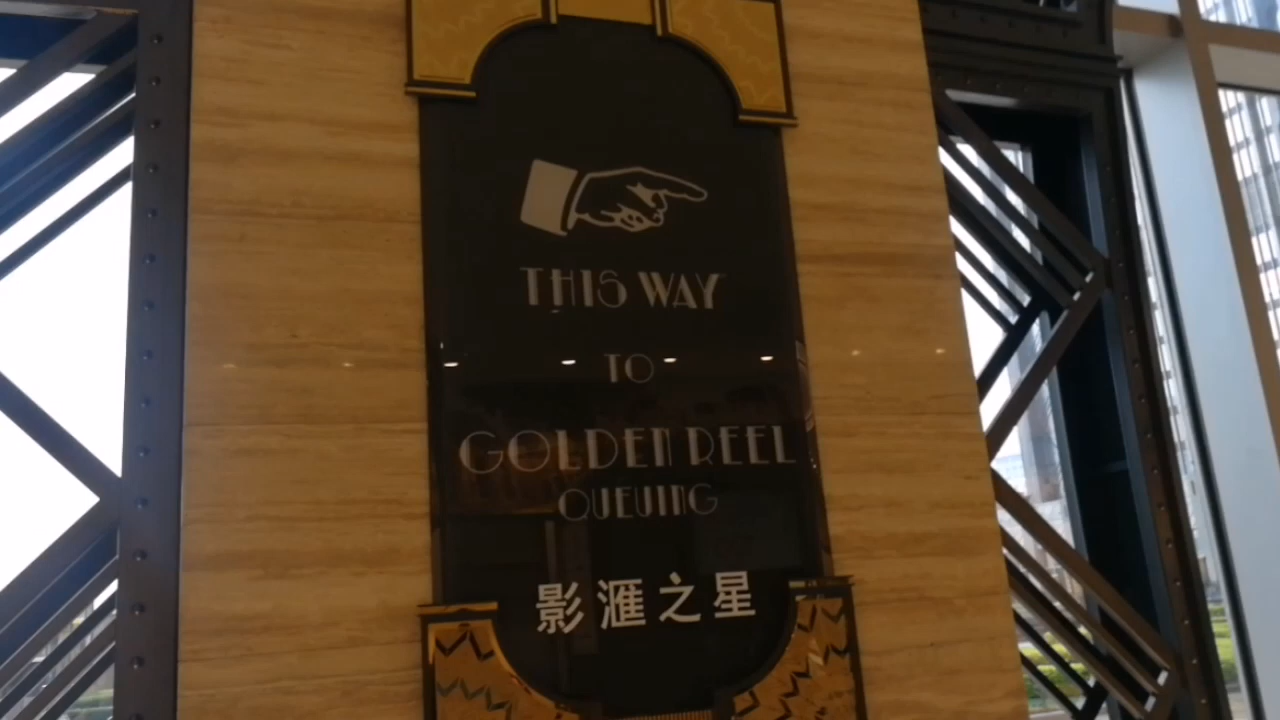 THIS WAY
TO
GOLDEN REEL
QUEUING
影滙之星